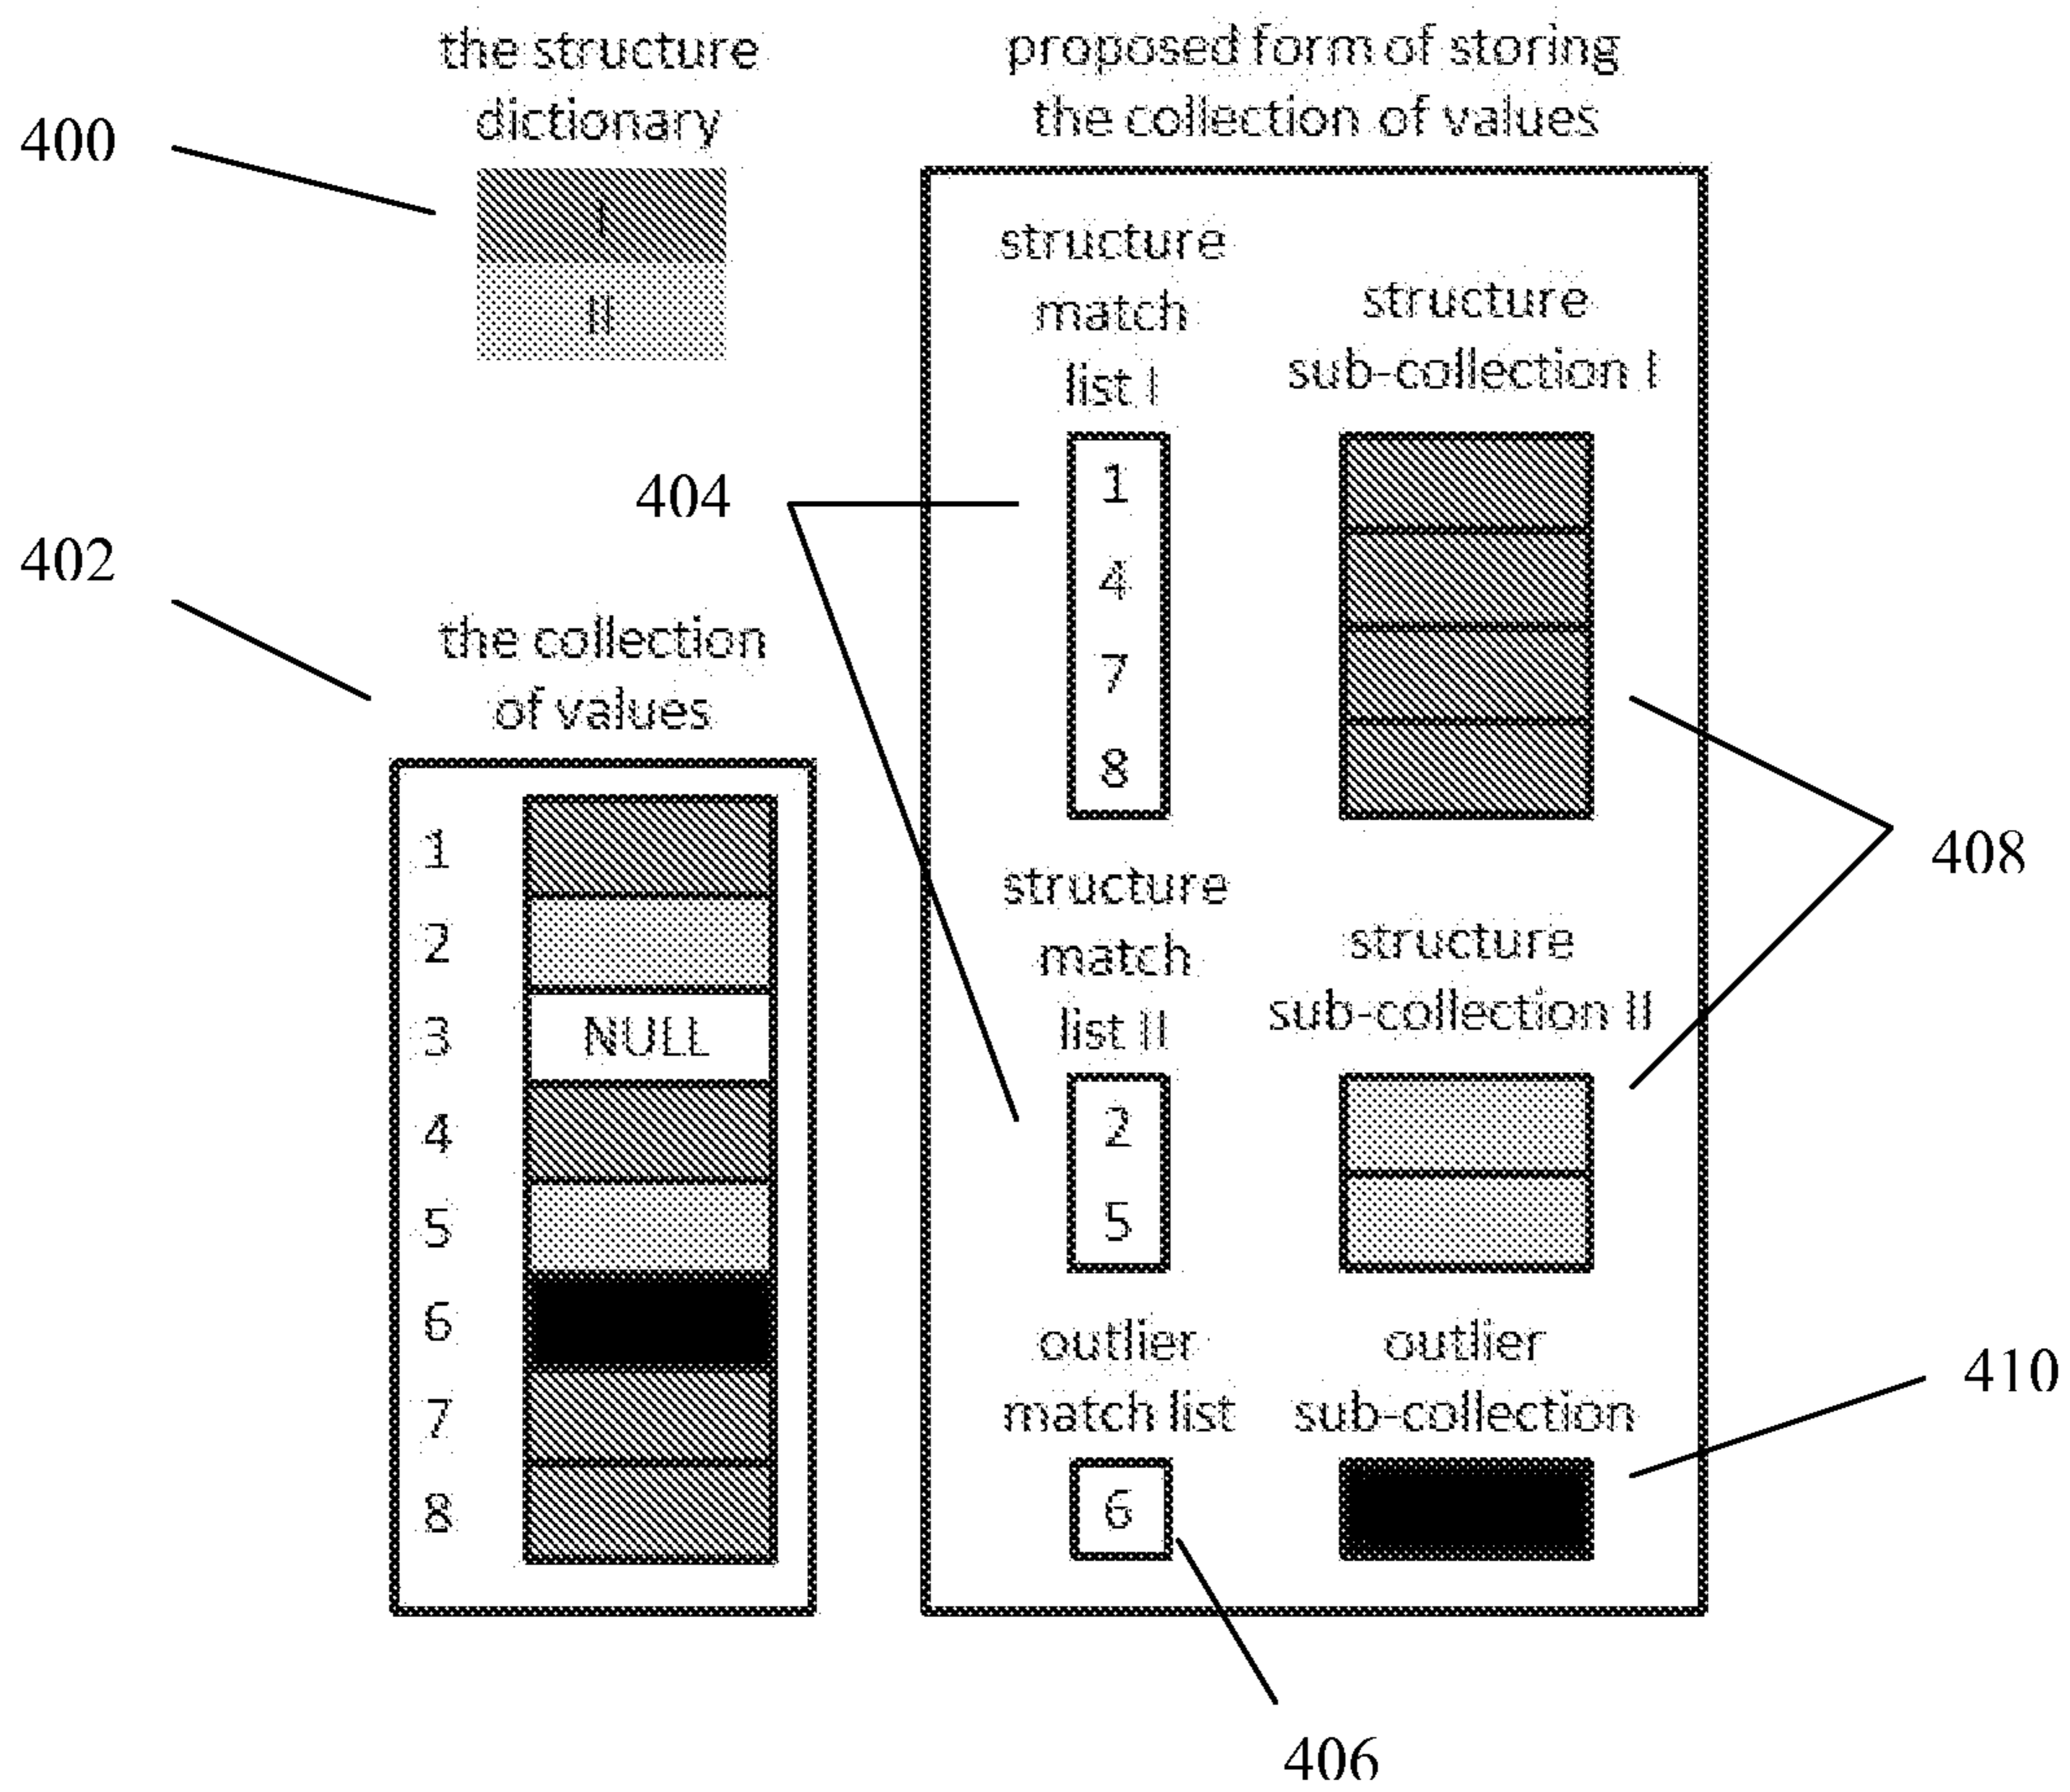 the structure
dictionary
400
I
II
402
the collection
of values
1
2
3 NULL
4
5
6
7
8
proposed form of storing
the collection of values
404
structure
match
list I
1
4
7
8
structure
sub-collection I
408
structure
match
list II
2
5
structure
sub-collection II
outlier
match list
6
406
outlier
sub-collection
410